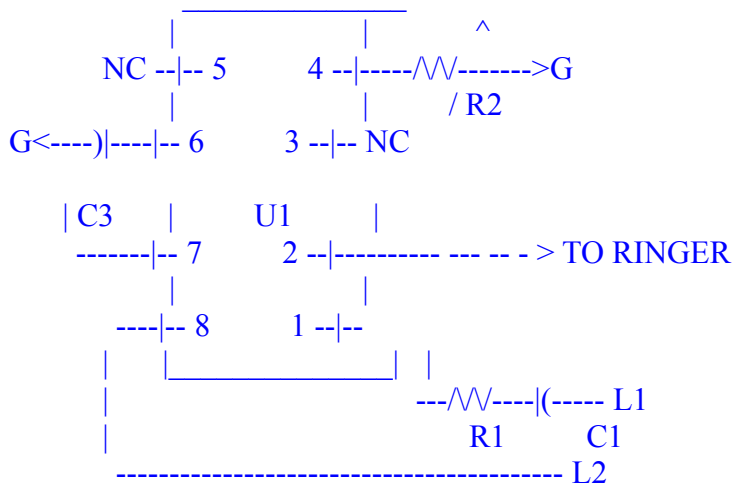 NC --|-- 5 4 --|-----/\/\/------->G
/ R2
G<----)|----|-- 6 3 --|-- NC
| C3 | U1 |
-------|-- 7 2 --|---------- --- -- - > TO RINGER
----|-- 8 1 --|--
---/\/\/----|(----- L1
R1 C1
------------------------------------------ L2